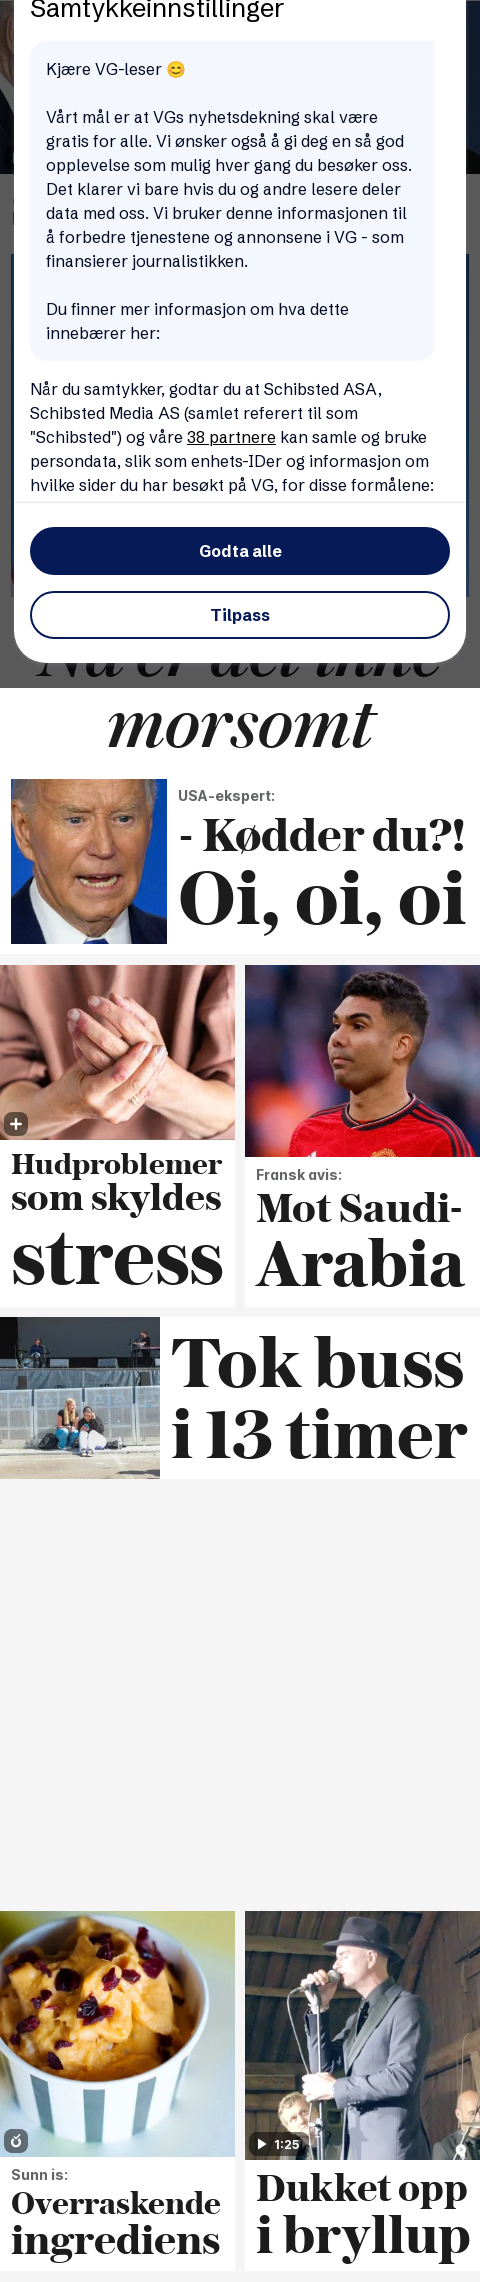 Samtykkeinnstillinger
Kjære VG-leser 😊
Vårt mål er at VGs nyhetsdekning skal være
gratis for alle. Vi ønsker også å gi deg en så god
opplevelse som mulig hver gang du besøker oss.
Det klarer vi bare hvis du og andre lesere deler
data med oss. Vi bruker denne informasjonen til
å forbedre tjenestene og annonsene i VG - som
finansierer journalistikken.
Du finner mer informasjon om hva dette
innebærer her:
Når du samtykker, godtar du at Schibsted ASA,
Schibsted Media AS (samlet referert til som
"Schibsted") og våre 38 partnere kan samle og bruke
persondata, slik som enhets-IDer og informasjon om
hvilke sider du har besøkt på VG, for disse formålene:
Godta alle
Tilpass
Nå er det ikke
morsomt
USA-ekspert:
- Kødder du?!
Oi, oi, oi
Hudproblemer
som skyldes
stress
Fransk avis:
Mot Saudi-
Arabia
Tok buss
i 13 timer
Sunn is:
Overraskende
ingrediens
1:25
Dukket opp
i bryllup